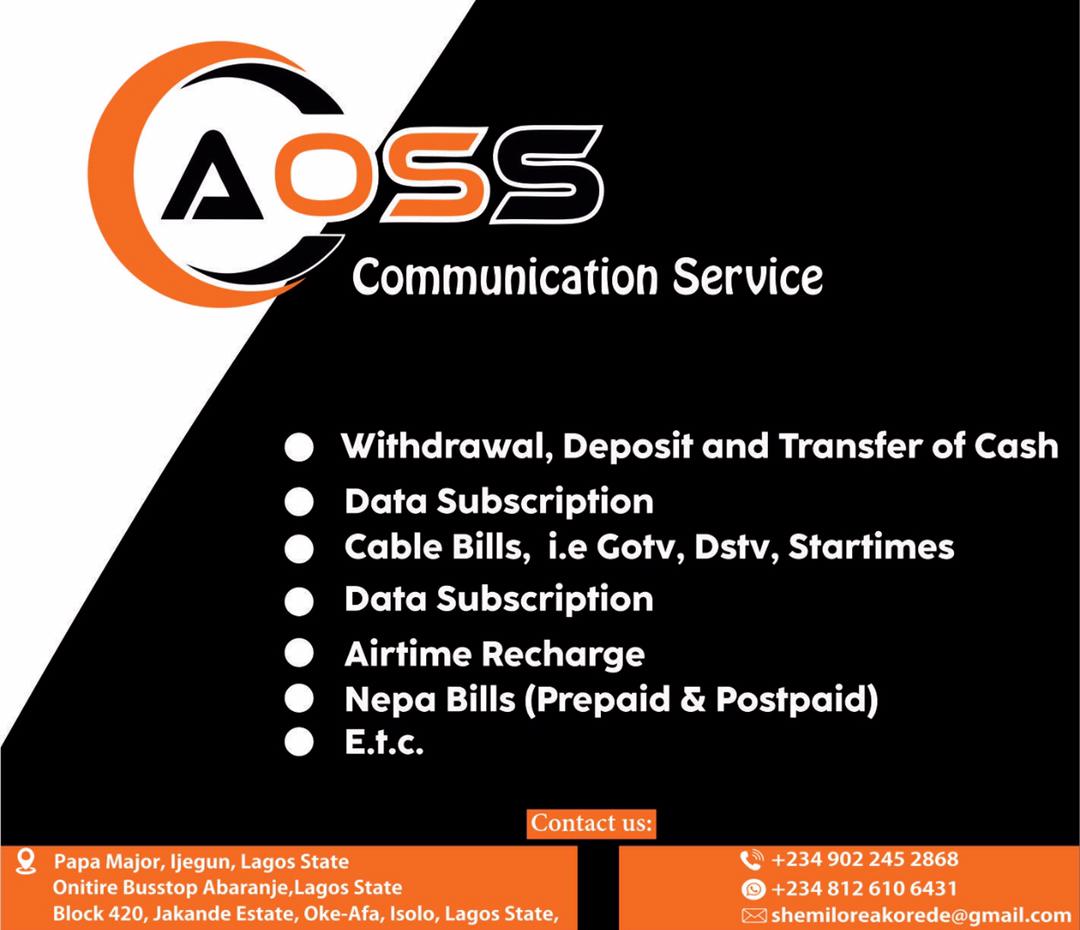 AOSS
Communication Service
Withdrawal, Deposit and Transfer of Cash
Data Subscription
Cable Bills, i.e Gotv, Dstv, Startimes
Data Subscription
Airtime Recharge
Nepa Bills (Prepaid & Postpaid)
E.t.c.
Contact us:
Papa Major, Ijegun, Lagos State
Onitire Busstop Abaranje,Lagos State
Block 420, Jakande Estate, Oke-Afa, Isolo, Lagos State,
+234 902 245 2868
+234 812 610 6431
shemiloreakorede@gmail.com